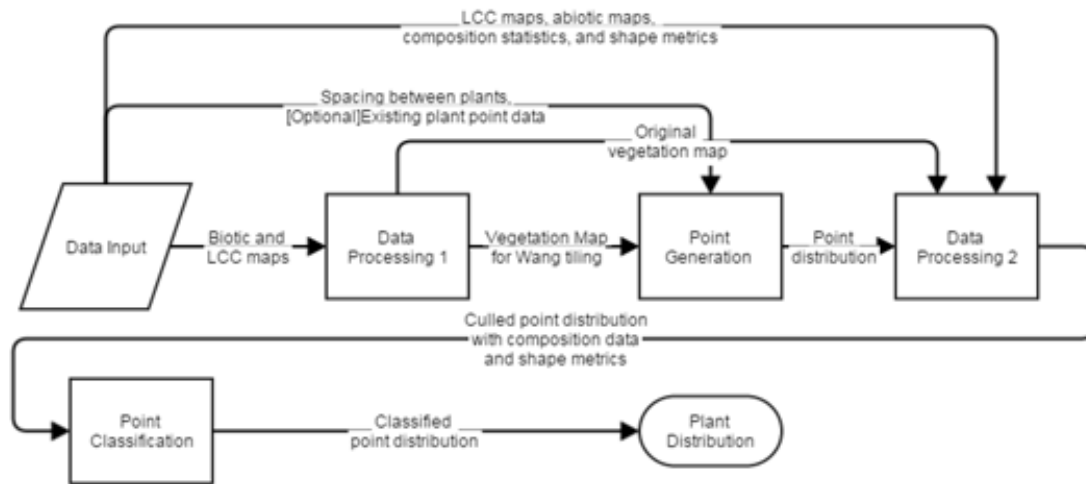 LCC maps, abiotic maps,
composition statistics, and shape metrics
Spacing between plants,
[Optional]Existing plant point data
Original
vegetation map
Data Input
Biotic and
LCC maps
Data
Processing 1
Vegetation Map
for Wang tiling
Point
Generation
Point
distribution
Data
Processing 2
Culled point distribution
with composition data
and shape metrics
Point
Classification
Classified
point distribution
Plant
Distribution